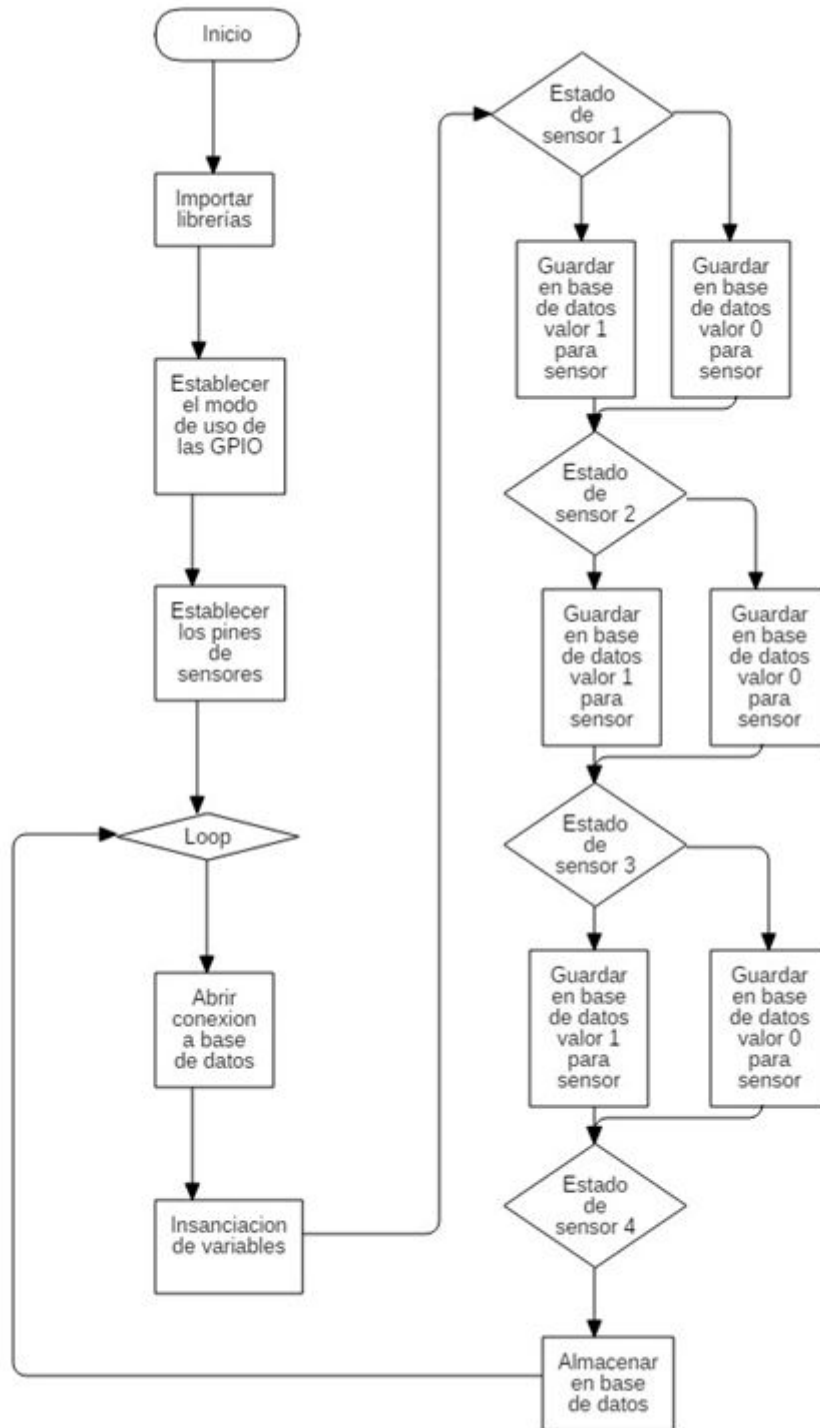 Inicio
Importar
librerías
Establecer
el modo
de uso de
las GPIO
Establecer
los pines
de
sensores
Loop
Abrir
conexion
a base
de datos
Insanciacion
de variables
Estado
de
sensor 1
Guardar
en base
de datos
valor 1
para
sensor
Guardar
en base
de datos
valor 0
para
sensor
Estado
de
sensor 2
Guardar
en base
de datos
valor 1
para
sensor
Guardar
en base
de datos
valor 0
para
sensor
Estado
de
sensor 3
Guardar
en base
de datos
valor 1
para
sensor
Guardar
en base
de datos
valor 0
para
sensor
Estado
de
sensor 4
Almacenar
en base
de datos